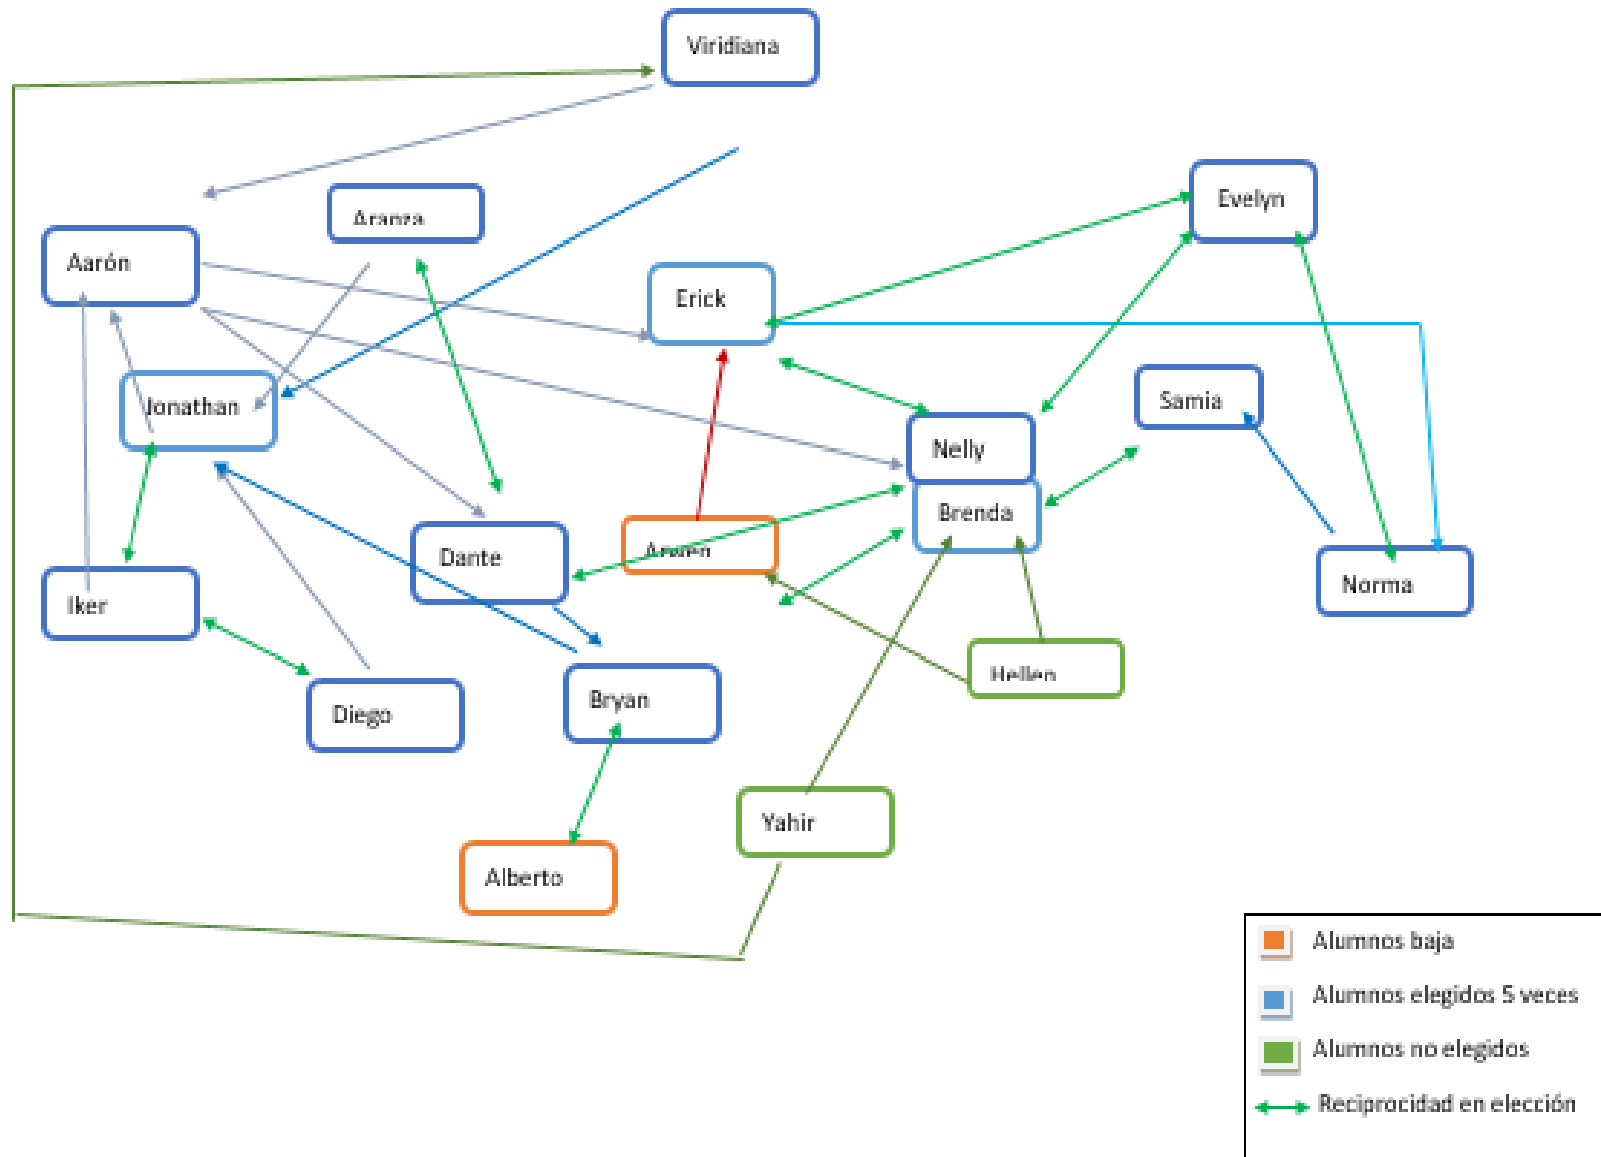 Viridiana
Evelyn
Aranza
Aarón
Erick
Samia
Jonathan
Nelly
Brenda
Dante
Norma
Iker
Hellen
Bryan
Diego
Yahir
Alberto
Alumnos baja
Alumnos elegidos 5 veces
Alumnos no elegidos
Reciprocidad en elección